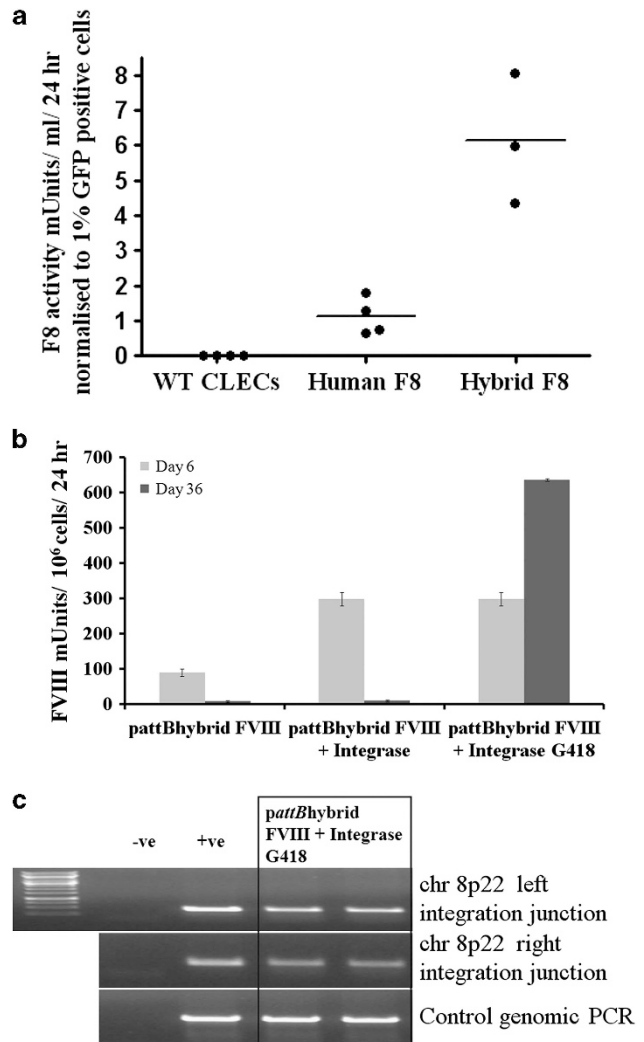 a
F8 activity mUnits/ ml/ 24 hr
normalised to 1% GFP positive cells
8
7
6
5
4
3
2
1
0
WT CLECs Human F8 Hybrid F8
b
FVIII mUnits/ 10⁶ cells/ 24 hr
Day 6
Day 36
700
600
500
400
300
200
100
0
pattBhybrid FVIII
pattBhybrid FVIII
+ Integrase
pattBhybrid FVIII
+ Integrase G418
c
-ve
+ve
pattBhybrid
FVIII + Integrase
G418
chr 8p22 left
integration junction
chr 8p22 right
integration junction
Control genomic PCR